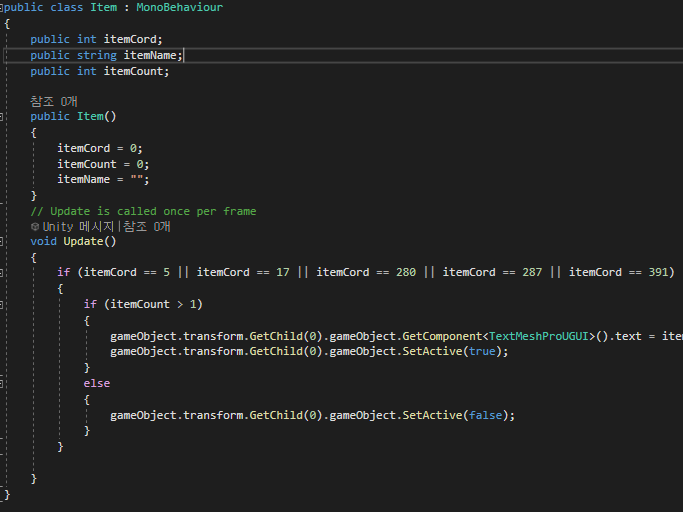 public class Item : MonoBehaviour
{
public int itemCord;
public string itemName;
public int itemCount;
참조 0개
public Item()
{
itemCord = 0;
itemCount = 0;
itemName = "";
}
// Update is called once per frame
Unity 메시지|참조 0개
void Update()
{
if (itemCord == 5 || itemCord == 17 || itemCord == 280 || itemCord == 287 || itemCord == 391)
{
if (itemCount > 1)
{
gameObject.transform.GetChild(0).gameObject.GetComponent<TextMeshProUGUI>().text = ite
gameObject.transform.GetChild(0).gameObject.SetActive(true);
}
else
{
gameObject.transform.GetChild(0).gameObject.SetActive(false);
}
}
}
}